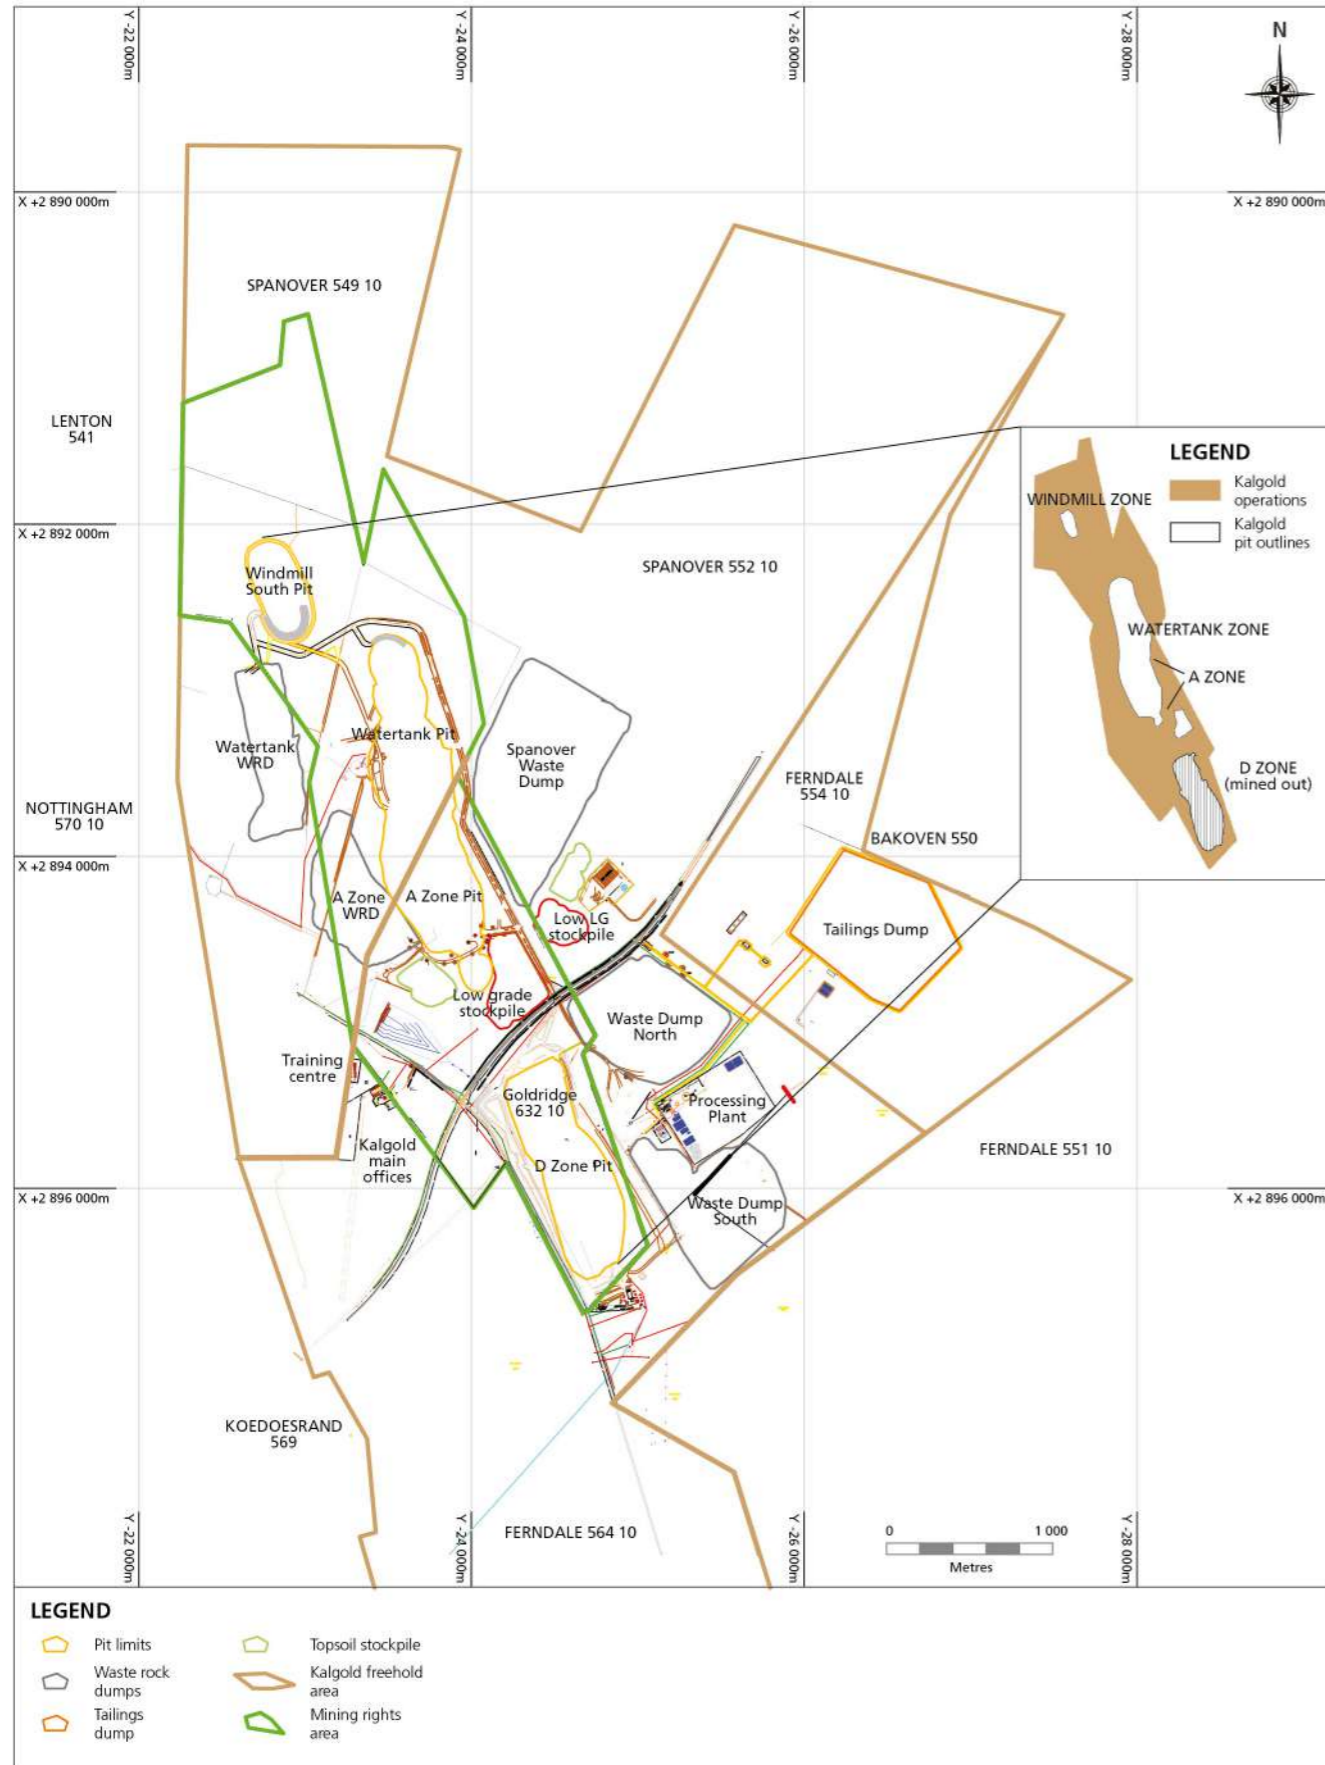 Y -22 000m
Y -24 000m
Y -26 000m
Y -28 000m
N
X +2 890 000m
X +2 890 000m
SPANOVER 549 10
LENTON
541
LEGEND
Kalgold
operations
Kalgold
pit outlines
WINDMILL ZONE
WATERTANK ZONE
A ZONE
D ZONE
(mined out)
X +2 892 000m
SPANOVER 552 10
Windmill
South Pit
Watertank Pit
Watertank
WRD
Spanover
Waste
Dump
FERNDALE
554 10
NOTTINGHAM
570 10
BAKOVEN 550
X +2 894 000m
A Zone
WRD
A Zone Pit
Low LG
stockpile
Tailings Dump
Low grade
stockpile
Waste Dump
North
Training
centre
Goldridge
632 10
Processing
Plant
Kalgold
main
offices
D Zone Pit
FERNDALE 551 10
X +2 896 000m
X +2 896 000m
Waste Dump
South
KOEDOESRAND
569
FERNDALE 564 10
Y -22 000m
Y -24 000m
Y -26 000m
Y -28 000m
0
1 000
Metres
LEGEND
Pit limits
Waste rock
dumps
Tailings
dump
Topsoil stockpile
Kalgold freehold
area
Mining rights
area